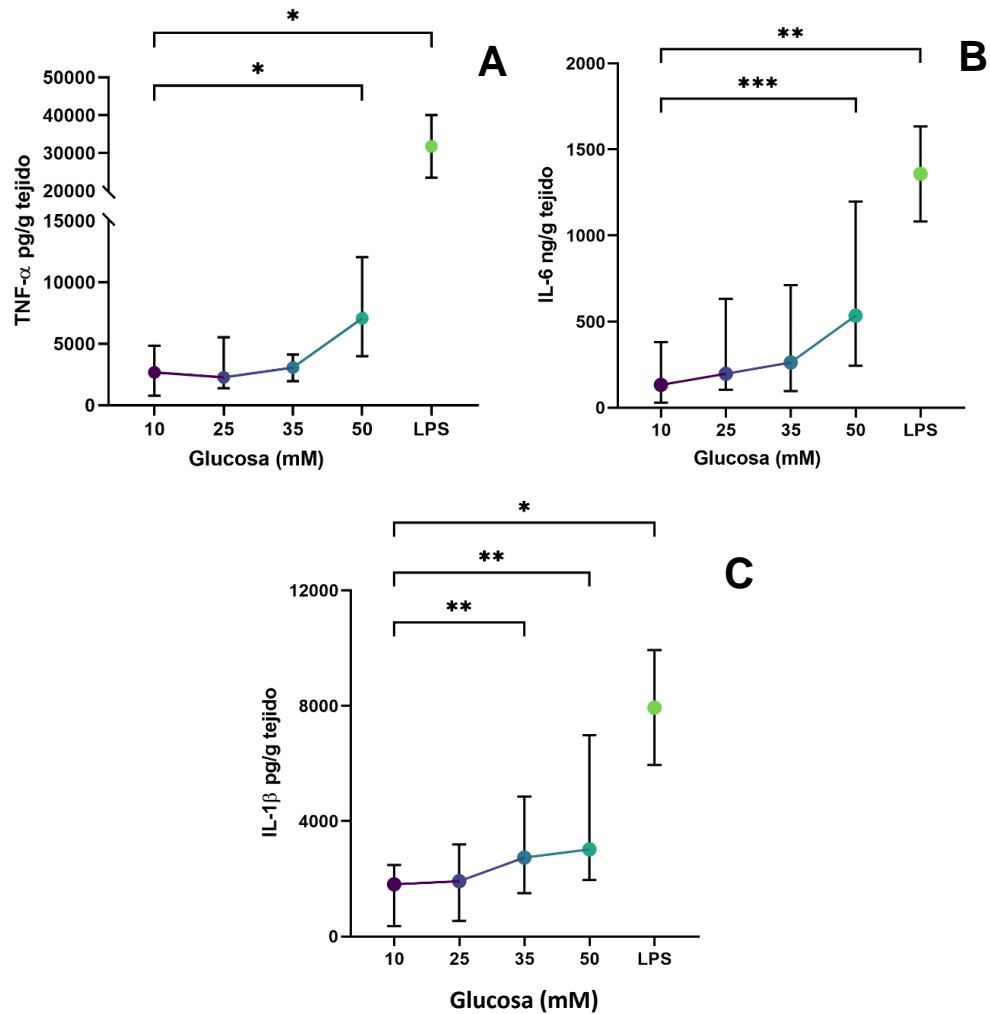 *
*
A
50000
40000
30000
20000
15000
10000
5000
0
TNF-α pg/g tejido
10 25 35 50 LPS
Glucosa (mM)
**
***
B
2000
1500
1000
500
0
IL-6 ng/g tejido
10 25 35 50 LPS
Glucosa (mM)
*
**
**
C
12000
8000
4000
0
IL-1β pg/g tejido
10 25 35 50 LPS
Glucosa (mM)